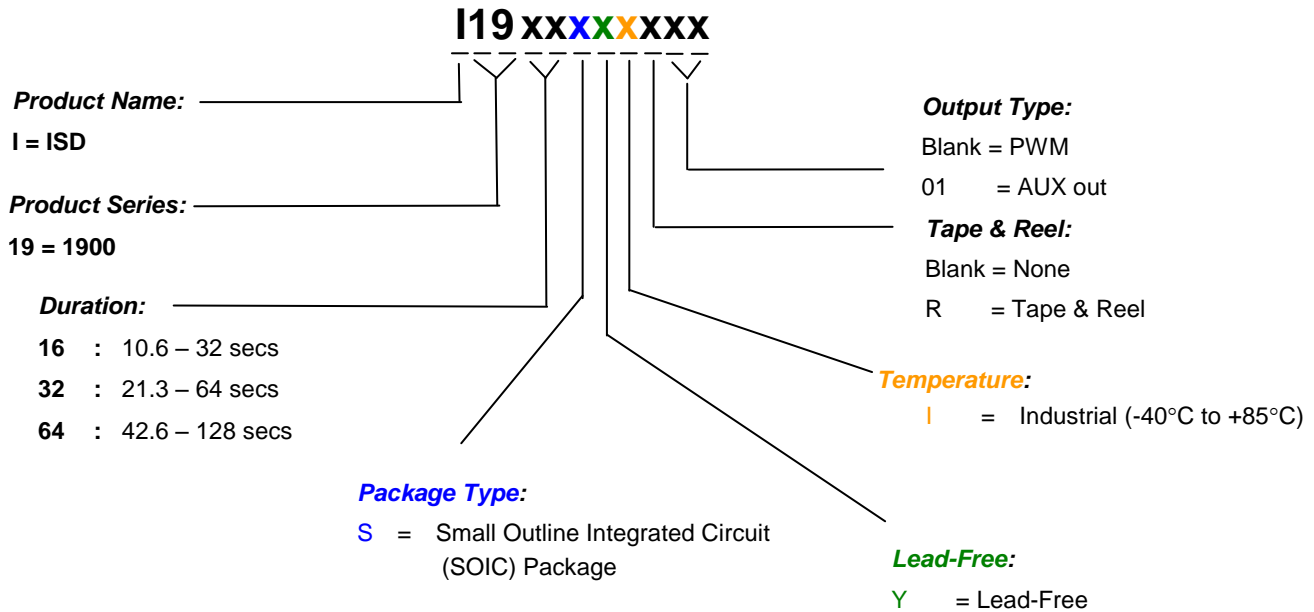 I19 xxxxxxxx
Product Name:
I = ISD
Product Series:
19 = 1900
Duration:
16 : 10.6 – 32 secs
32 : 21.3 – 64 secs
64 : 42.6 – 128 secs
Package Type:
S = Small Outline Integrated Circuit
(SOIC) Package
Output Type:
Blank = PWM
01 = AUX out
Tape & Reel:
Blank = None
R = Tape & Reel
Temperature:
I = Industrial (-40°C to +85°C)
Lead-Free:
Y = Lead-Free